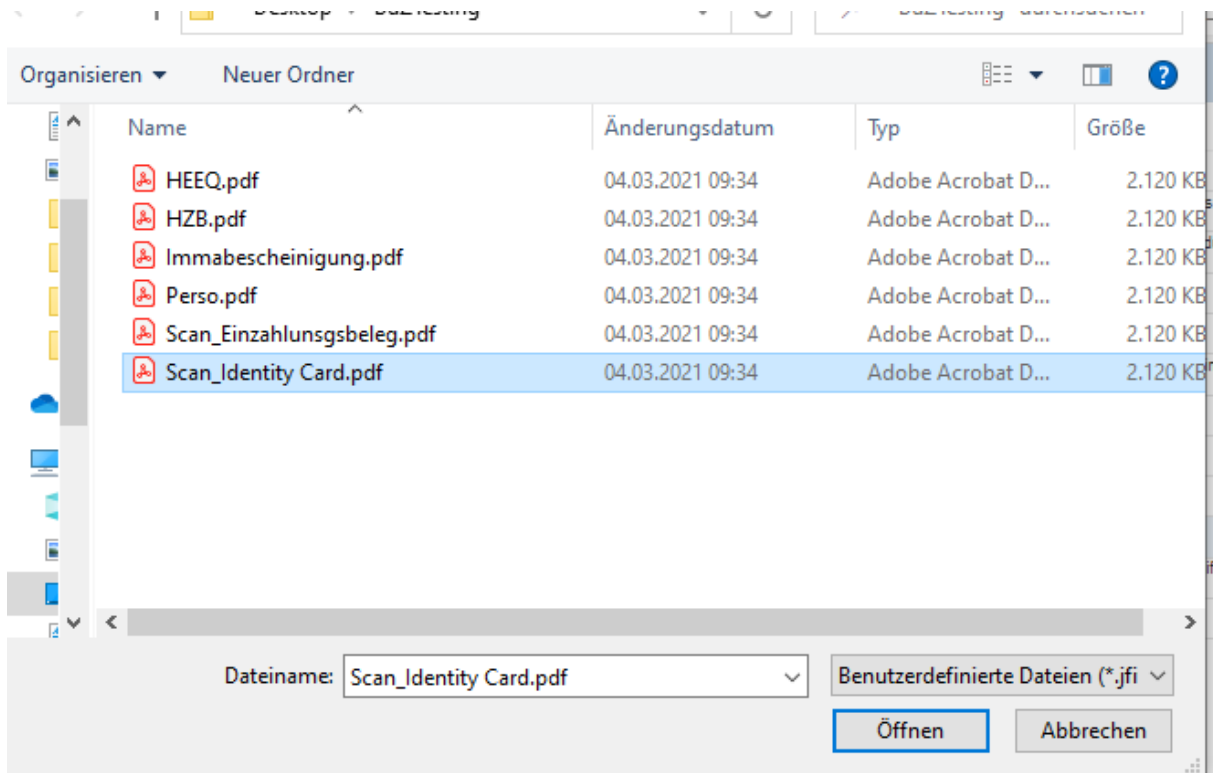 Desktop
Organisieren Neuer Ordner
Name Änderungsdatum Typ Größe
HEEQ.pdf 04.03.2021 09:34 Adobe Acrobat D... 2.120 KB
HZB.pdf 04.03.2021 09:34 Adobe Acrobat D... 2.120 KB
Immabescheinigung.pdf 04.03.2021 09:34 Adobe Acrobat D... 2.120 KB
Perso.pdf 04.03.2021 09:34 Adobe Acrobat D... 2.120 KB
Scan_Einzahlunsgsbeleg.pdf 04.03.2021 09:34 Adobe Acrobat D... 2.120 KB
Scan_Identity Card.pdf 04.03.2021 09:34 Adobe Acrobat D... 2.120 KB
Dateiname: Scan_Identity Card.pdf Benutzerdefinierte Dateien (*.jfi
Öffnen Abbrechen